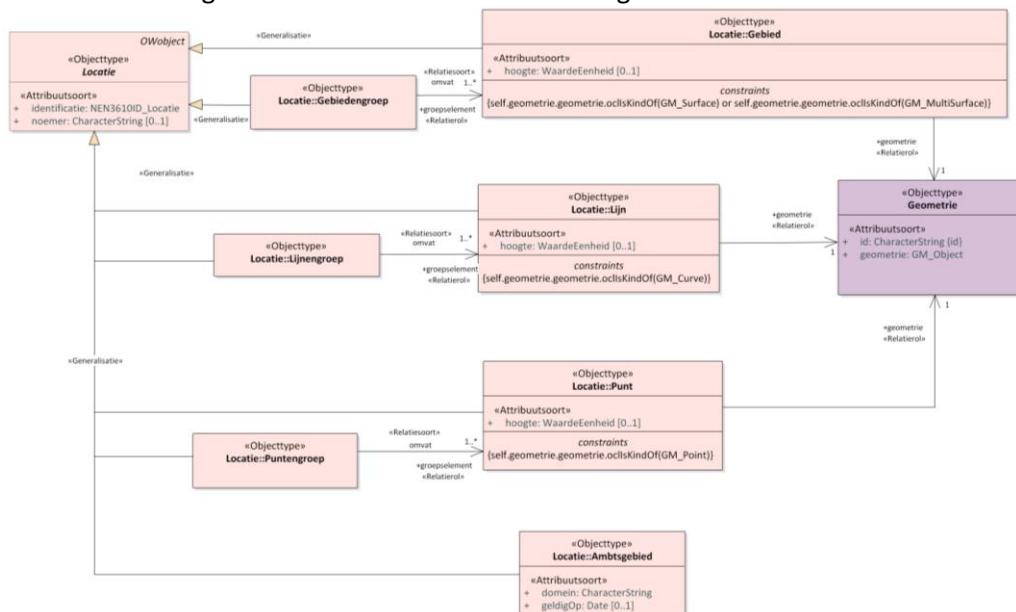 OWobject
«Objecttype»
Locatie
«Attribuutsoort»
+ identificatie: NEN3610ID_Locatie
+ noemer: CharacterString [0..1]
«Generalisatie»
«Objecttype»
Locatie::Gebied
«Attribuutsoort»
+ hoogte: WaardeEenheid [0..1]
constraints
{self.geometrie.geometrie.oclIsKindOf(GM_Surface) or self.geometrie.geometrie.oclIsKindOf(GM_MultiSurface)}
«Objecttype»
Locatie::Gebiedengroep
«Generalisatie»
«Relatiesoort»
omvat
1..*
+groepselement
«Relatierol»
+geometrie
«Relatierol»
1
«Generalisatie»
«Objecttype»
Locatie::Lijn
«Attribuutsoort»
+ hoogte: WaardeEenheid [0..1]
constraints
{self.geometrie.geometrie.oclIsKindOf(GM_Curve)}
«Objecttype»
Locatie::Lijnengroep
«Relatiesoort»
omvat
1..*
+groepselement
«Relatierol»
+geometrie
«Relatierol»
1
«Objecttype»
Geometrie
«Attribuutsoort»
+ id: CharacterString {id}
+ geometrie: GM_Object
1
+geometrie
«Relatierol»
«Generalisatie»
«Objecttype»
Locatie::Punt
«Attribuutsoort»
+ hoogte: WaardeEenheid [0..1]
constraints
{self.geometrie.geometrie.oclIsKindOf(GM_Point)}
«Objecttype»
Locatie::Puntengroep
«Relatiesoort»
omvat
1..*
+groepselement
«Relatierol»
«Objecttype»
Locatie::Ambtsgebied
«Attribuutsoort»
+ domein: CharacterString
+ geldigOp: Date [0..1]